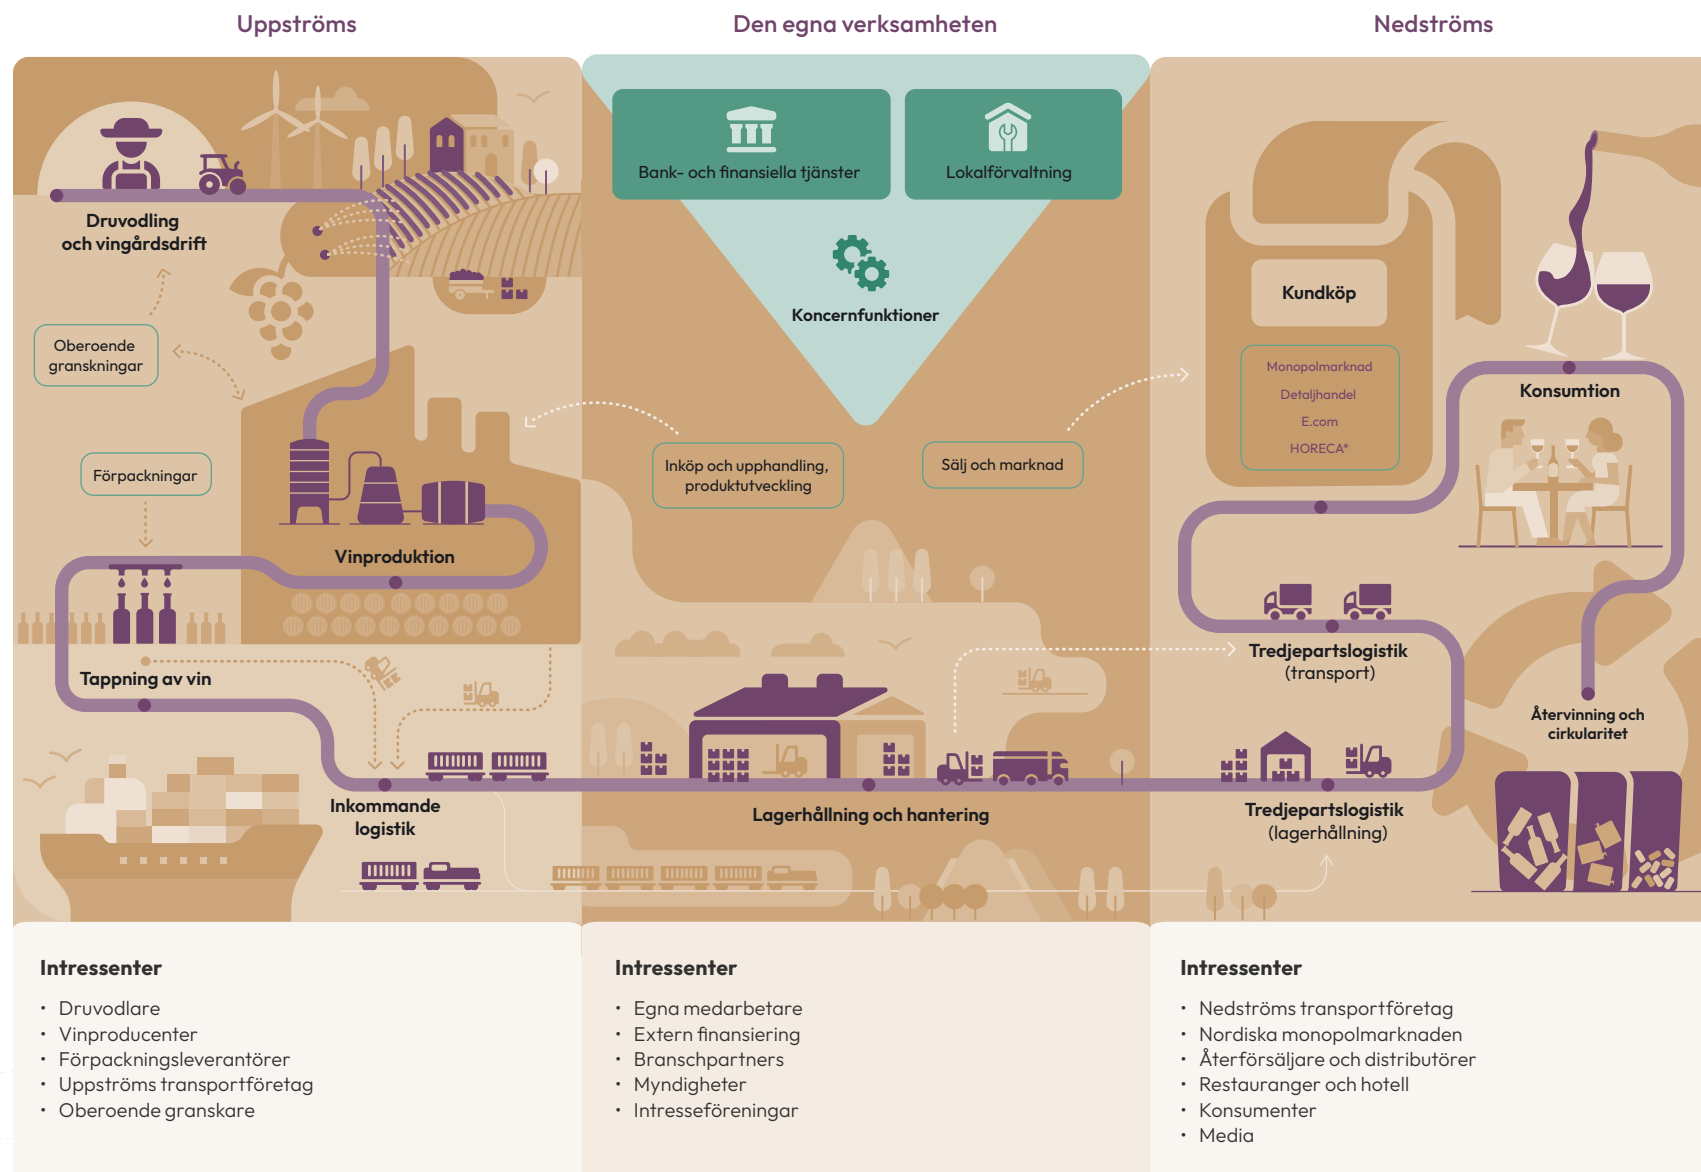 Uppströms
Den egna verksamheten
Nedströms
Druvodling
och vingårdsdrift
Oberoende
granskningar
Förpackningar
Vinproduktion
Tappning av vin
Inkommande
logistik
Bank- och finansiella tjänster
Lokalförvaltning
Koncernfunktioner
Inköp och upphandling,
produktutveckling
Sälj och marknad
Lagerhållning och hantering
Kundköp
Monopolmarknad
Detaljhandel
E.com
HORECA*
Konsumtion
Tredjepartslogistik
(transport)
Återvinning och
cirkularitet
Tredjepartslogistik
(lagerhållning)
Intressenter
• Druvodlare
• Vinproducenter
• Förpackningsleverantörer
• Uppströms transportföretag
• Oberoende granskare
Intressenter
• Egna medarbetare
• Extern finansiering
• Branschpartners
• Myndigheter
• Intresseföreningar
Intressenter
• Nedströms transportföretag
• Nordiska monopolmarknaden
• Återförsäljare och distributörer
• Restauranger och hotell
• Konsumenter
• Media